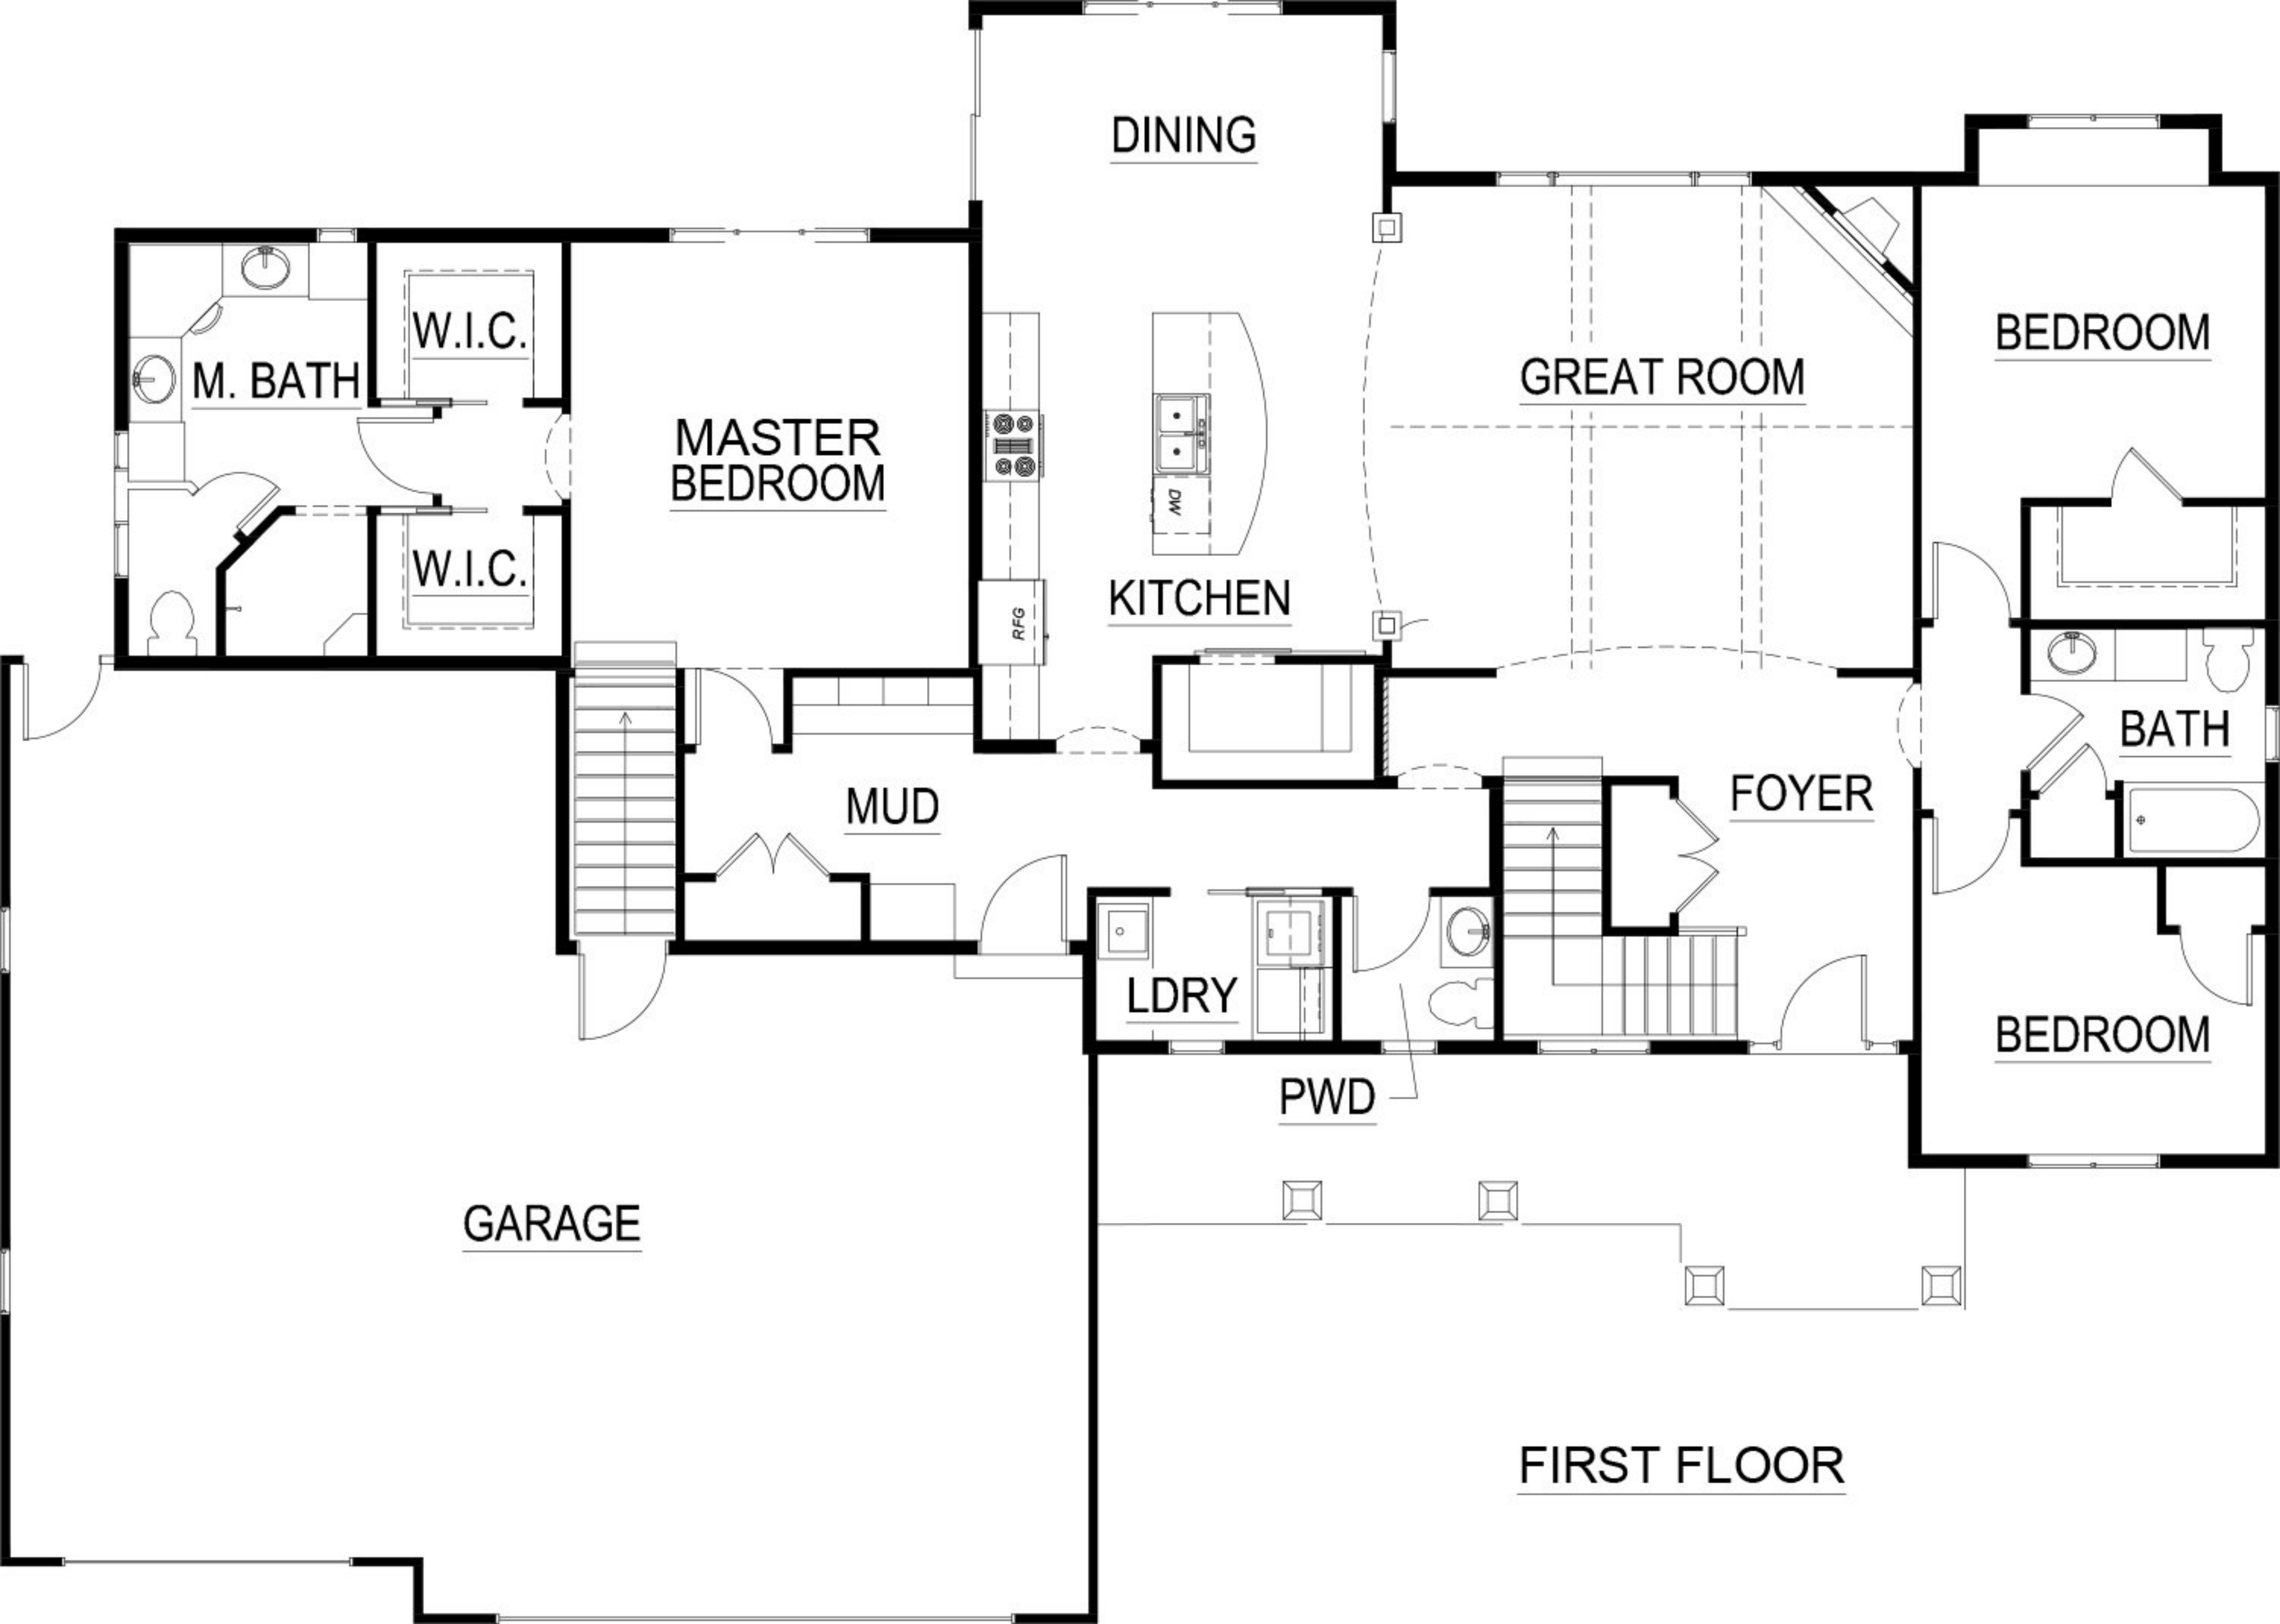 DINING
W.I.C.
BEDROOM
M. BATH
GREAT ROOM
MASTER
BEDROOM
DW
W.I.C.
KITCHEN
RFG
BATH
MUD
FOYER
LDRY
BEDROOM
PWD
GARAGE
FIRST FLOOR